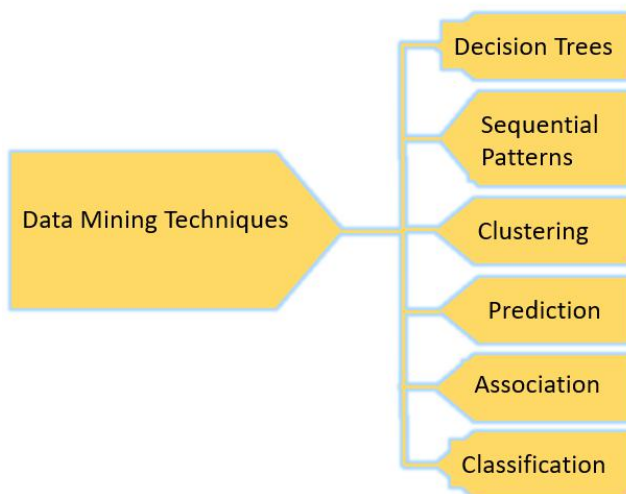 Decision Trees
Sequential
Patterns
Data Mining Techniques
Clustering
Prediction
Association
Classification